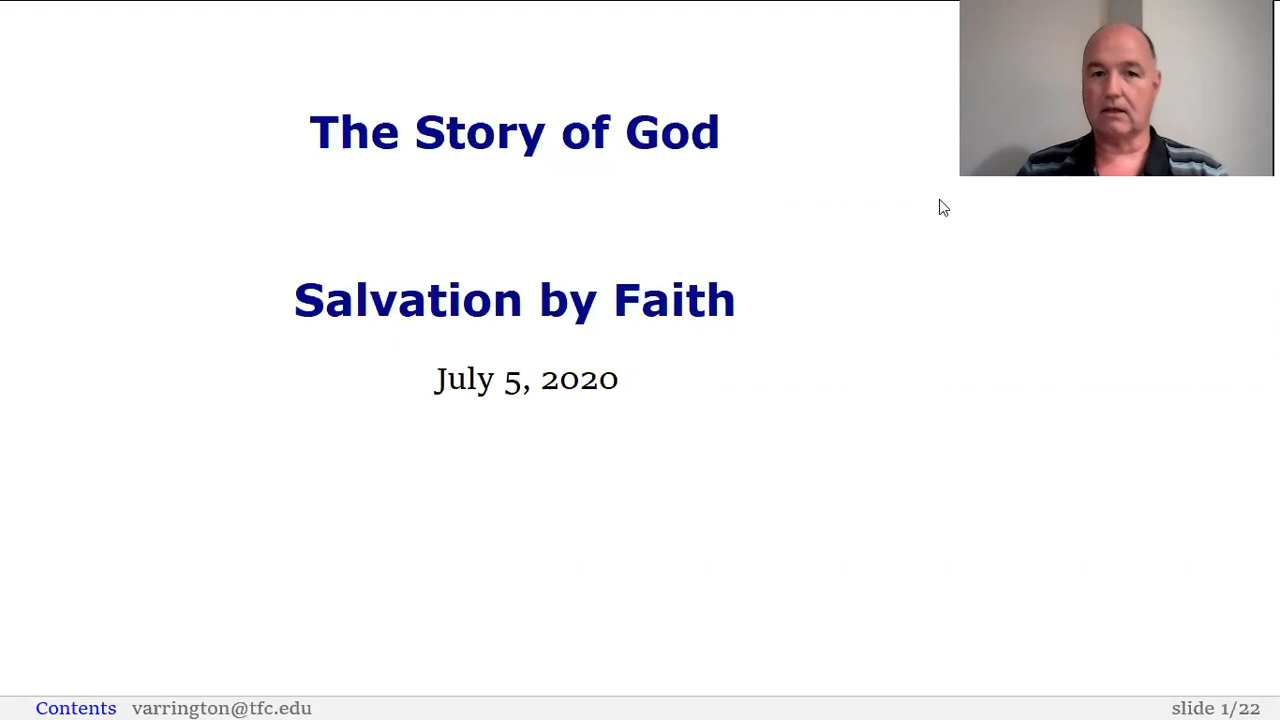 The Story of God
Salvation by Faith
July 5, 2020
Contents varrington@tfc.edu slide 1/22